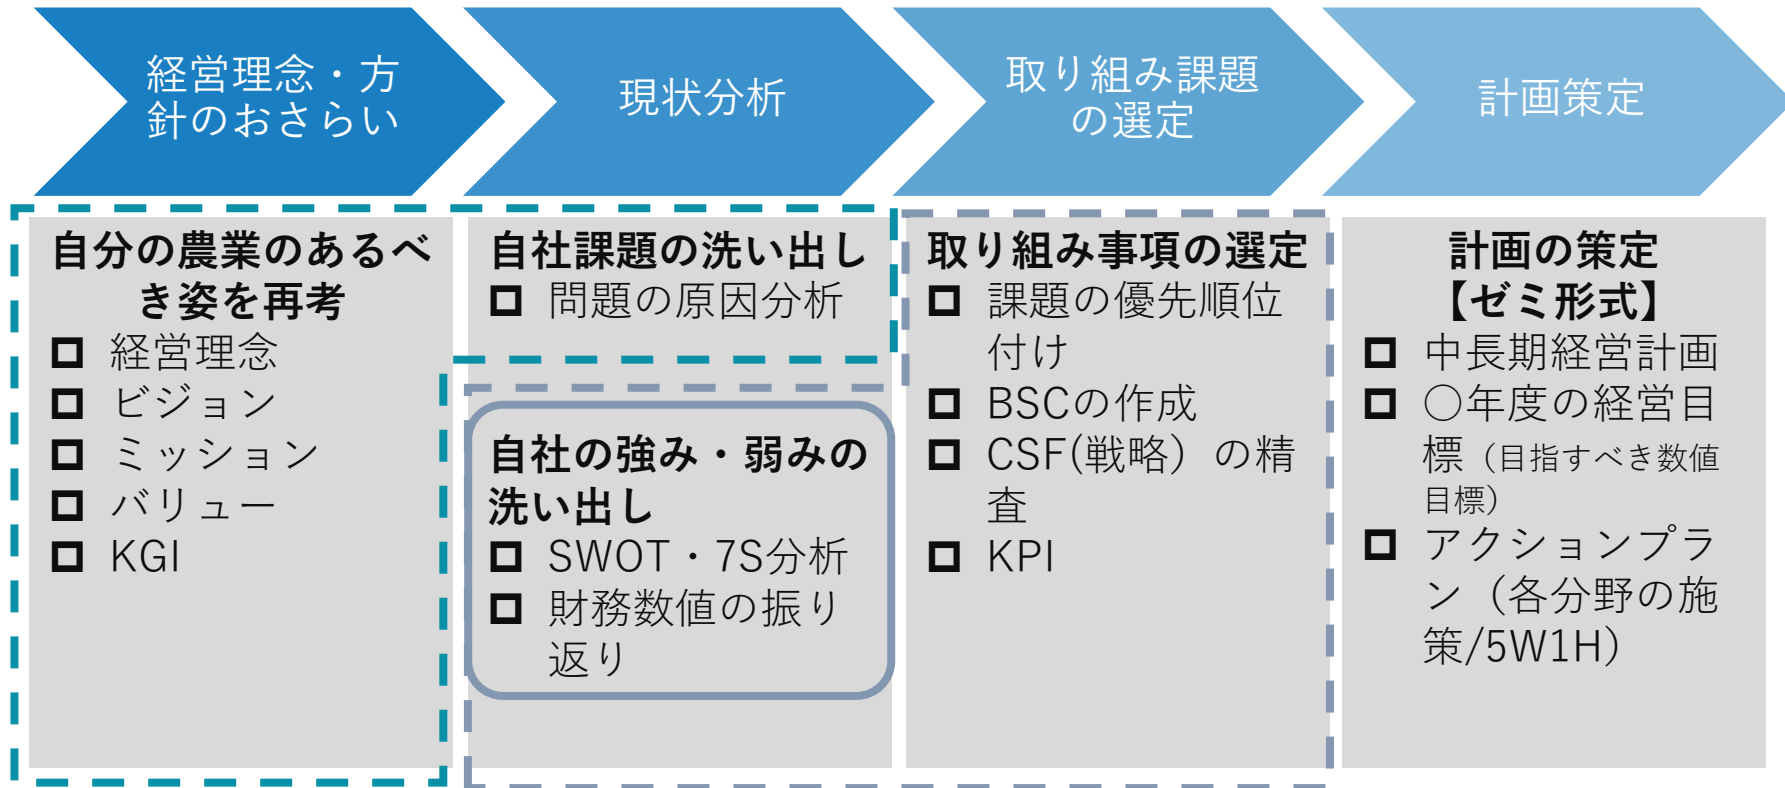 経営理念・方
針のおさらい
現状分析
取り組み課題
の選定
計画策定
自分の農業のあるべ
き姿を再考
経営理念
ビジョン
ミッション
バリュー
KGI
自社課題の洗い出し
問題の原因分析
自社の強み・弱みの
洗い出し
SWOT・7S分析
財務数値の振り
返り
取り組み事項の選定
課題の優先順位
付け
BSCの作成
CSF(戦略）の精
査
KPI
計画の策定
【ゼミ形式】
中長期経営計画
○年度の経営目
標（目指すべき数値
目標）
アクションプラ
ン（各分野の施
策/5W1H）